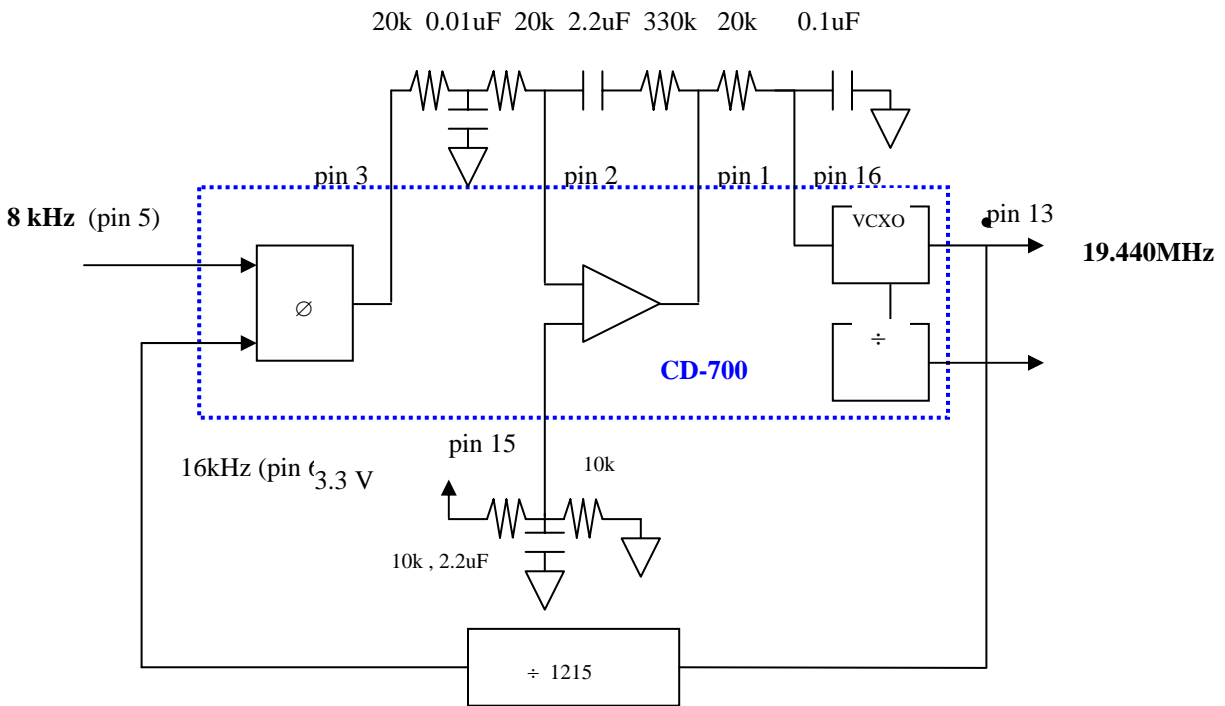 20k 0.01uF 20k 2.2uF 330k 20k 0.1uF
pin 3
pin 2
pin 1
pin 16
8 kHz (pin 5)
VCXO
pin 13
19.440MHz
∅
÷
CD-700
pin 15
10k
16kHz (pin
3.3 V
10k , 2.2uF
÷ 1215